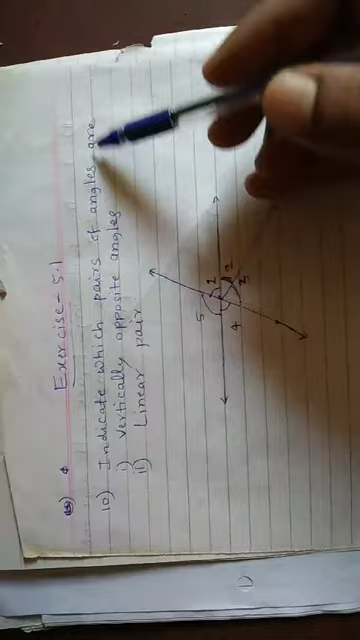 Exercise - 5.1
10) Indicate which pairs of angles are
i) Vertically opposite angles
ii) Linear pair
1 2
3
5 4